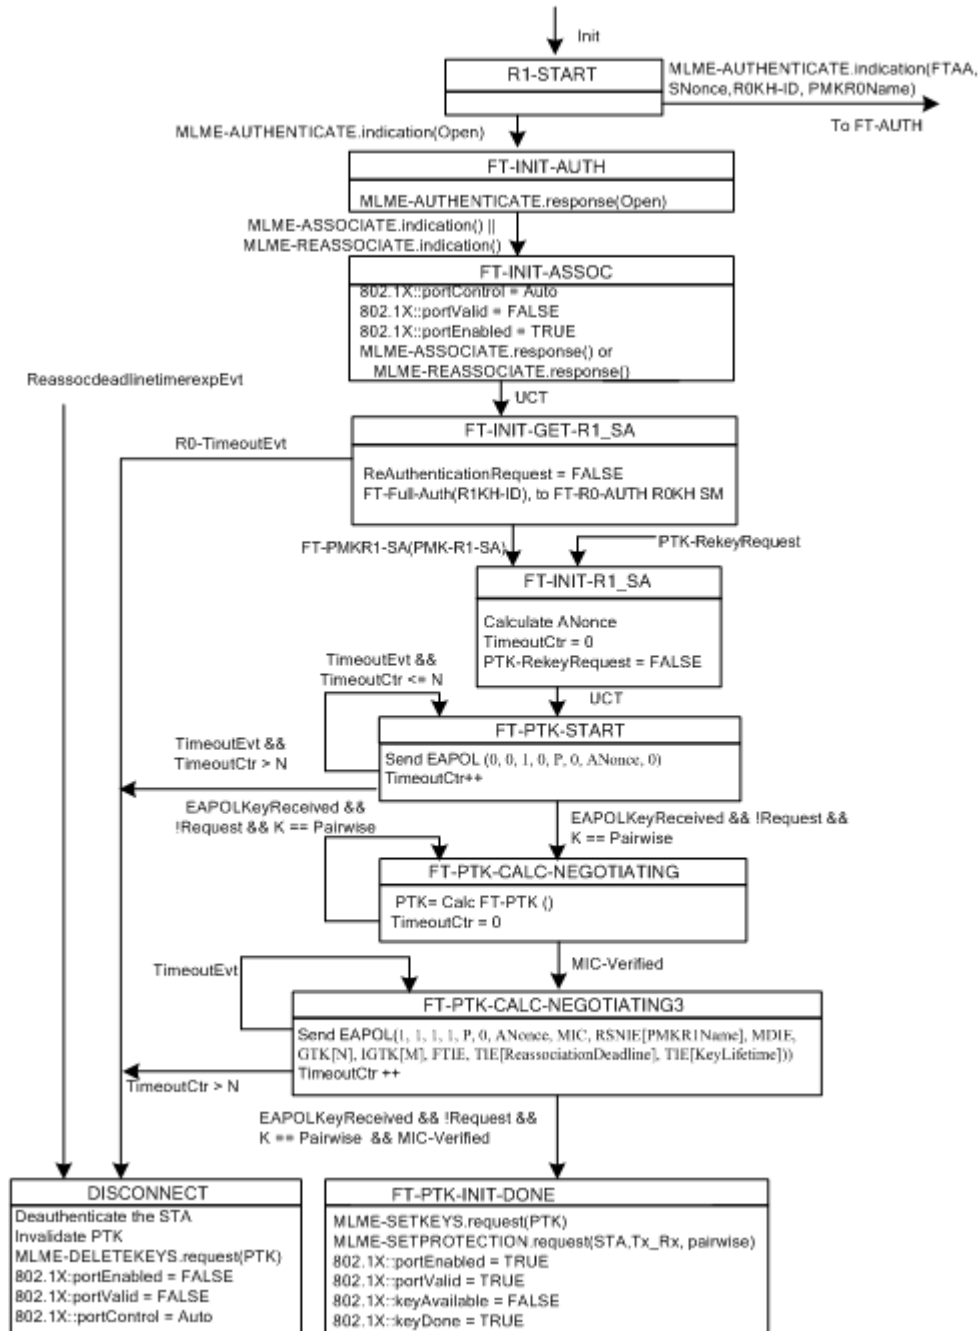 Init
R1-START
MLME-AUTHENTICATE.indication(FTAA,
SNonce,R0KH-ID, PMKR0Name)
To FT-AUTH
MLME-AUTHENTICATE.indication(Open)
FT-INIT-AUTH
MLME-AUTHENTICATE.response(Open)
MLME-ASSOCIATE.indication() ||
MLME-REASSOCIATE.indication()
FT-INIT-ASSOC
802.1X::portControl = Auto
802.1X::portValid = FALSE
802.1X::portEnabled = TRUE
MLME-ASSOCIATE.response() or
MLME-REASSOCIATE.response()
ReassocdeadlinetimerexpEvt
UCT
FT-INIT-GET-R1_SA
R0-TimeoutEvt
ReAuthenticationRequest = FALSE
FT-Full-Auth(R1KH-ID), to FT-R0-AUTH R0KH SM
FT-PMKR1-SA(PMK-R1-SA)
PTK-RekeyRequest
FT-INIT-R1_SA
Calculate ANonce
TimeoutCtr = 0
PTK-RekeyRequest = FALSE
TimeoutEvt &&
TimeoutCtr <= N
UCT
FT-PTK-START
Send EAPOL (0, 0, 1, 0, P, 0, ANonce, 0)
TimeoutCtr++
TimeoutEvt &&
TimeoutCtr > N
EAPOLKeyReceived &&
!Request && K == Pairwise
EAPOLKeyReceived && !Request &&
K == Pairwise
FT-PTK-CALC-NEGOTIATING
PTK= Calc FT-PTK ()
TimeoutCtr = 0
TimeoutEvt
MIC-Verified
FT-PTK-CALC-NEGOTIATING3
Send EAPOL(1, 1, 1, 1, P, 0, ANonce, MIC, RSNIE[PMKR1Name], MDIE,
GTK[N], IGTK[M], FTIE, TIE[ReassociationDeadline], TIE[KeyLifetime]))
TimeoutCtr ++
TimeoutCtr > N
EAPOLKeyReceived && !Request &&
K == Pairwise && MIC-Verified
DISCONNECT
Deauthenticate the STA
Invalidate PTK
MLME-DELETEKEYS.request(PTK)
802.1X:portEnabled = FALSE
802.1X::portValid = FALSE
802.1X::portControl = Auto
FT-PTK-INIT-DONE
MLME-SETKEYS.request(PTK)
MLME-SETPROTECTION.request(STA,Tx_Rx, pairwise)
802.1X::portEnabled = TRUE
802.1X::portValid = TRUE
802.1X::keyAvailable = FALSE
802.1X::keyDone = TRUE